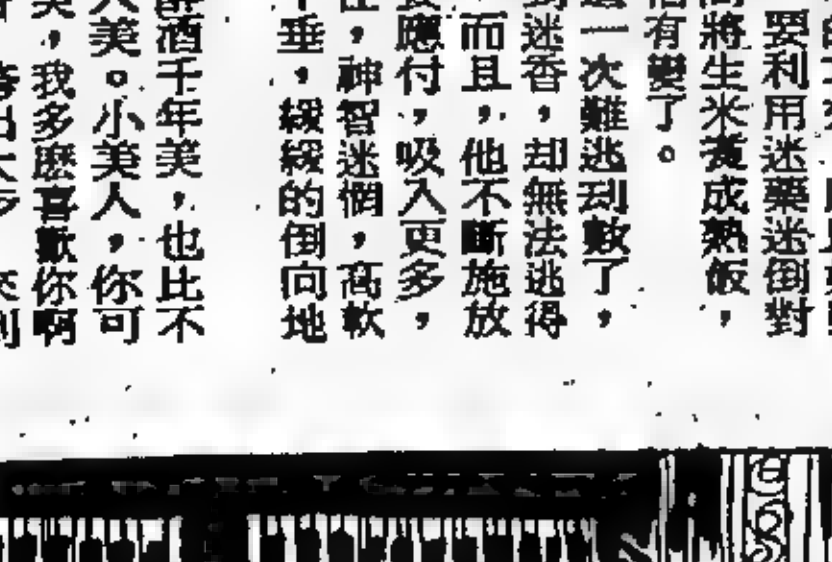 要利用迷藥迷倒對
將生米煮成熟飯，
有變了。
一次難逃劫數了，
迷香，却無法逃得
而且，他不斷施放
應付，吸入更多，
，神智迷惘，高軟
垂，緩緩的倒向地
酒千年美，也比不
美。小美人，你可
，我多麼喜歡你啊